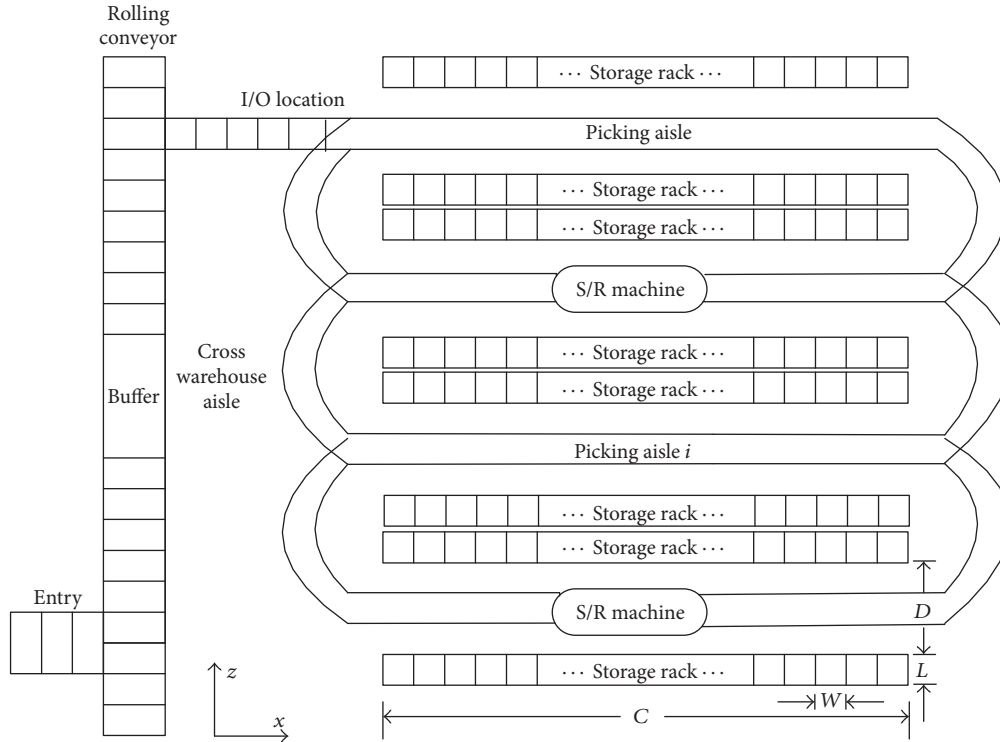 Rolling
conveyor
··· Storage rack ···
I/O location
Picking aisle
··· Storage rack ···
··· Storage rack ···
S/R machine
Cross
warehouse
aisle
··· Storage rack ···
Buffer
··· Storage rack ···
Picking aisle i
··· Storage rack ···
··· Storage rack ···
Entry
S/R machine
D
z
··· Storage rack ···
L
W
x
C